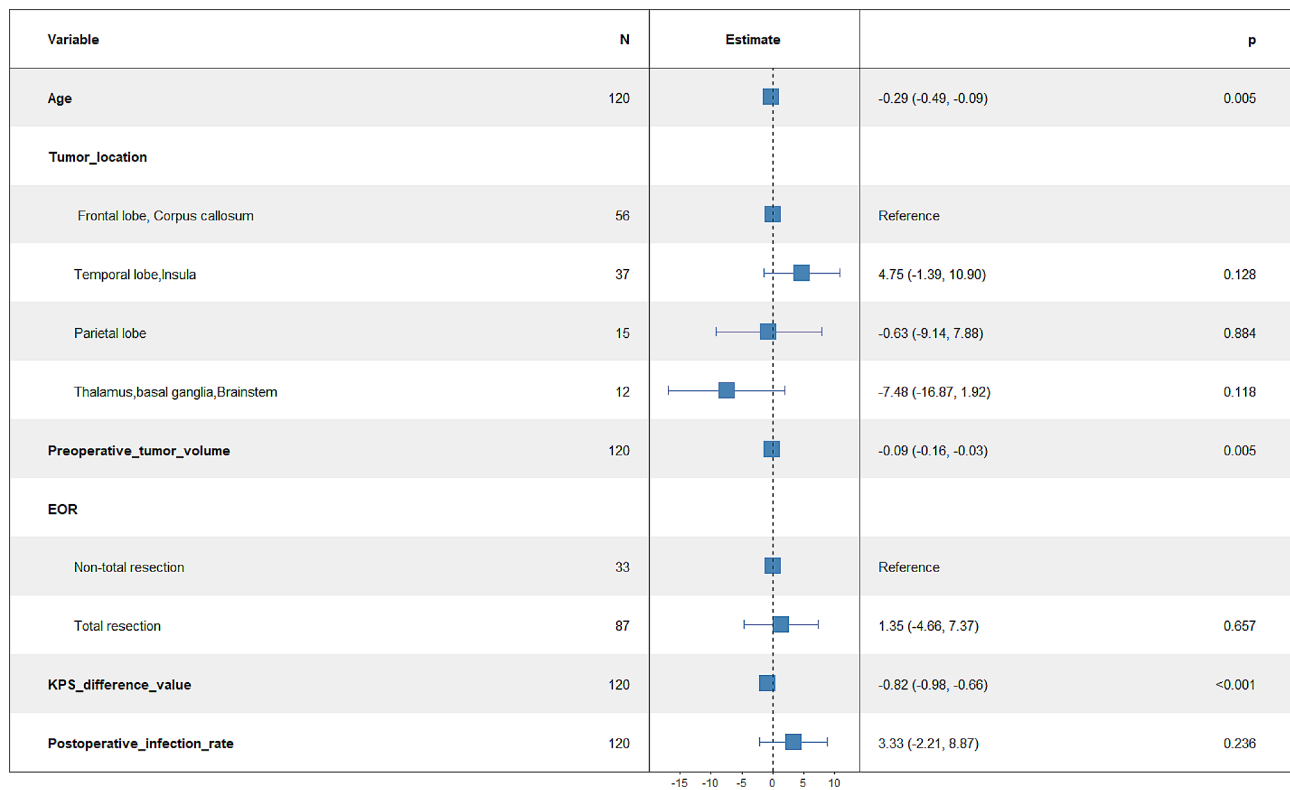 Variable N Estimate p
Age 120 -0.29 (-0.49, -0.09) 0.005
Tumor_location
Frontal lobe, Corpus callosum 56 Reference
Temporal lobe,Insula 37 4.75 (-1.39, 10.90) 0.128
Parietal lobe 15 -0.63 (-9.14, 7.88) 0.884
Thalamus,basal ganglia,Brainstem 12 -7.48 (-16.87, 1.92) 0.118
Preoperative_tumor_volume 120 -0.09 (-0.16, -0.03) 0.005
EOR
Non-total resection 33 Reference
Total resection 87 1.35 (-4.66, 7.37) 0.657
KPS_difference_value 120 -0.82 (-0.98, -0.66) <0.001
Postoperative_infection_rate 120 3.33 (-2.21, 8.87) 0.236
-15 -10 -5 0 5 10